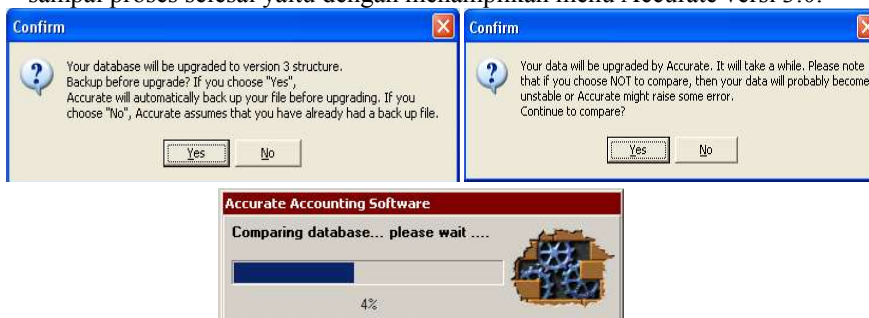 sampai proses selesai yaitu dengan menampilkan menu Accurate versi 3.0.
Confirm
Your database will be upgraded to version 3 structure.
Backup before upgrade? If you choose "Yes",
Accurate will automatically back up your file before upgrading. If you
choose "No", Accurate assumes that you have already had a back up file.
Yes No
Confirm
Your data will be upgraded by Accurate. It will take a while. Please note
that if you choose NOT to compare, then your data will probably become
unstable or Accurate might raise some error.
Continue to compare?
Yes No
Accurate Accounting Software
Comparing database... please wait ....
4%